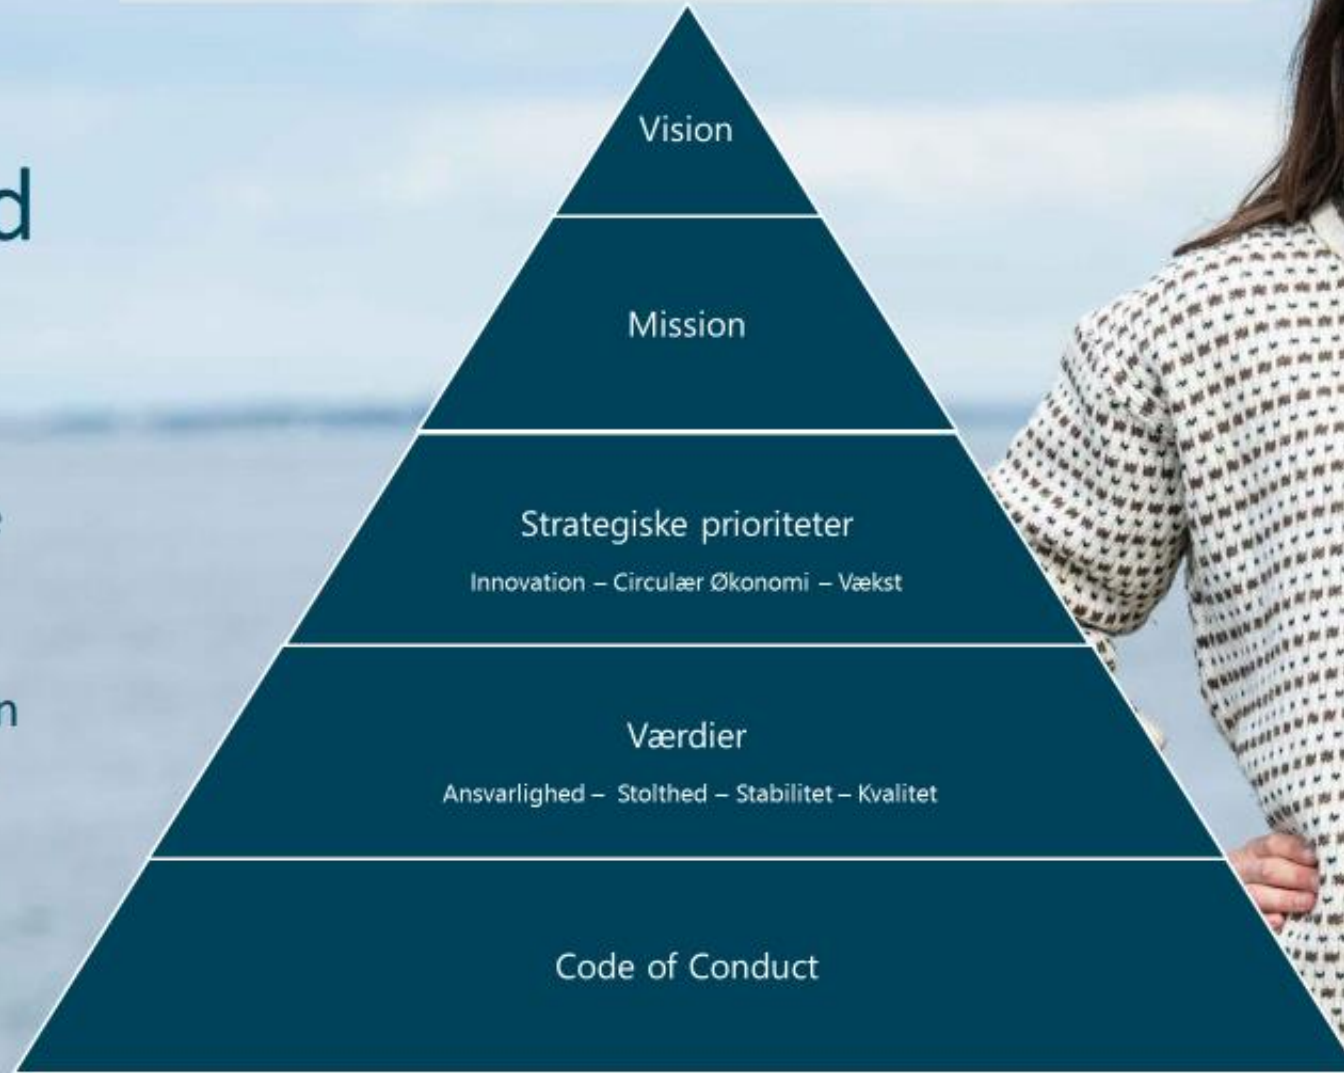 Vision
d
Mission
Strategiske prioriteter
Innovation – Circulær Økonomi – Vækst
n
Værdier
Ansvarlighed – Stolthed – Stabilitet – Kvalitet
Code of Conduct